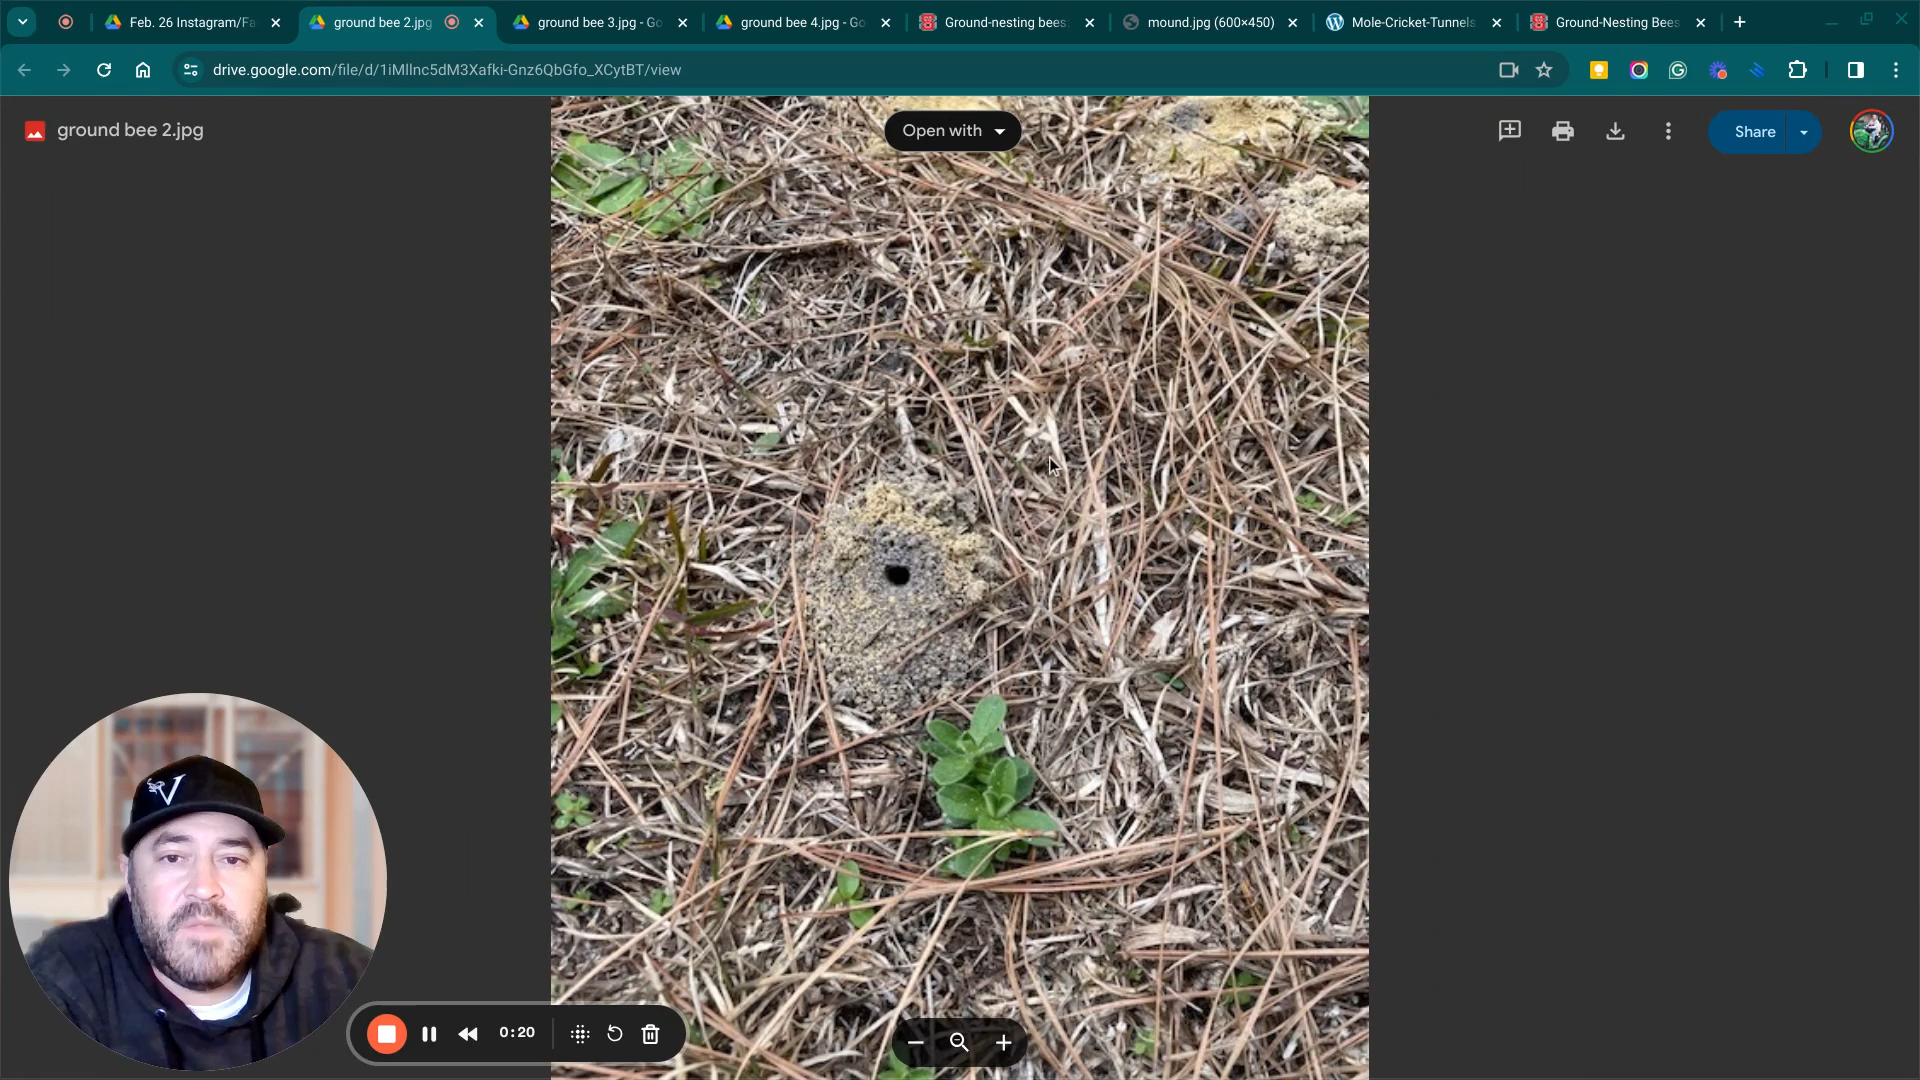 Feb. 26 Instagram/Fa
ground bee 2.jpg
ground bee 3.jpg - Go
ground bee 4.jpg - Go
Ground-nesting bees:
mound.jpg (600×450)
Mole-Cricket-Tunnels
Ground-Nesting Bees
drive.google.com/file/d/1iMllnc5dM3Xafki-Gnz6QbGfo_XCytBT/view
ground bee 2.jpg
Open with
Share
V
0:20